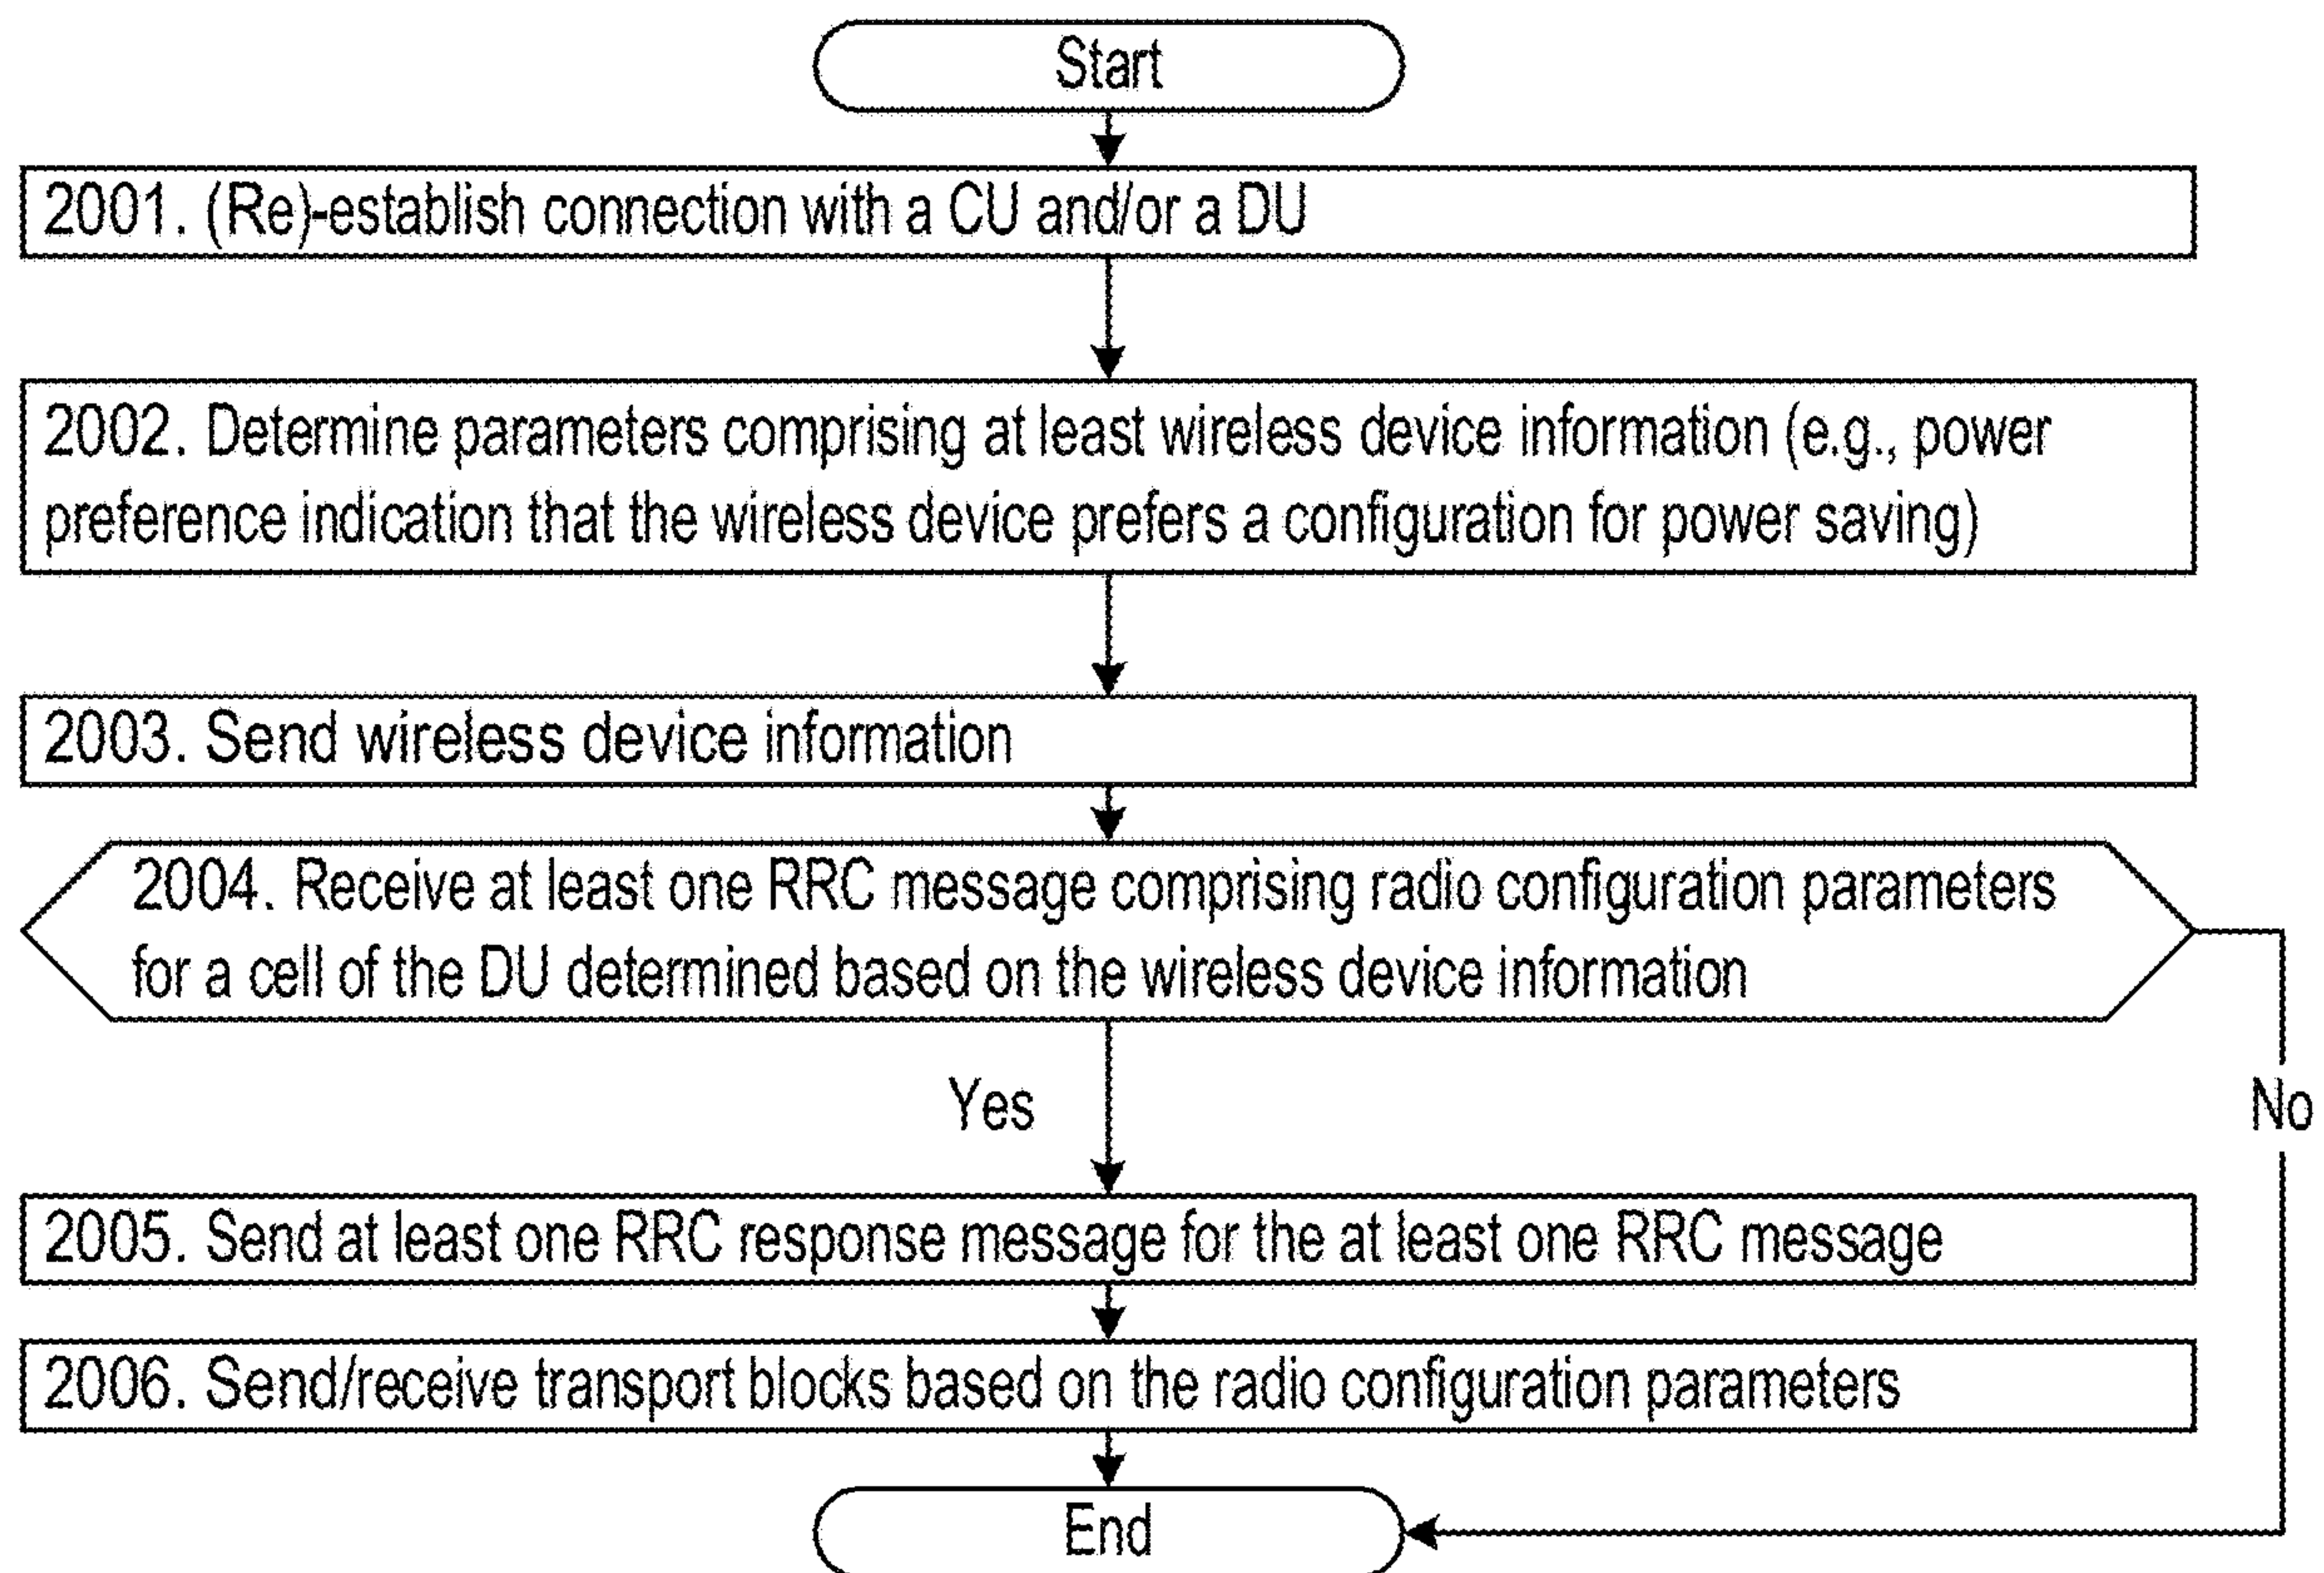 Start
2001. (Re)-establish connection with a CU and/or a DU
2002. Determine parameters comprising at least wireless device information (e.g., power
preference indication that the wireless device prefers a configuration for power saving)
2003. Send wireless device information
2004. Receive at least one RRC message comprising radio configuration parameters
for a cell of the DU determined based on the wireless device information
Yes
No
2005. Send at least one RRC response message for the at least one RRC message
2006. Send/receive transport blocks based on the radio configuration parameters
End